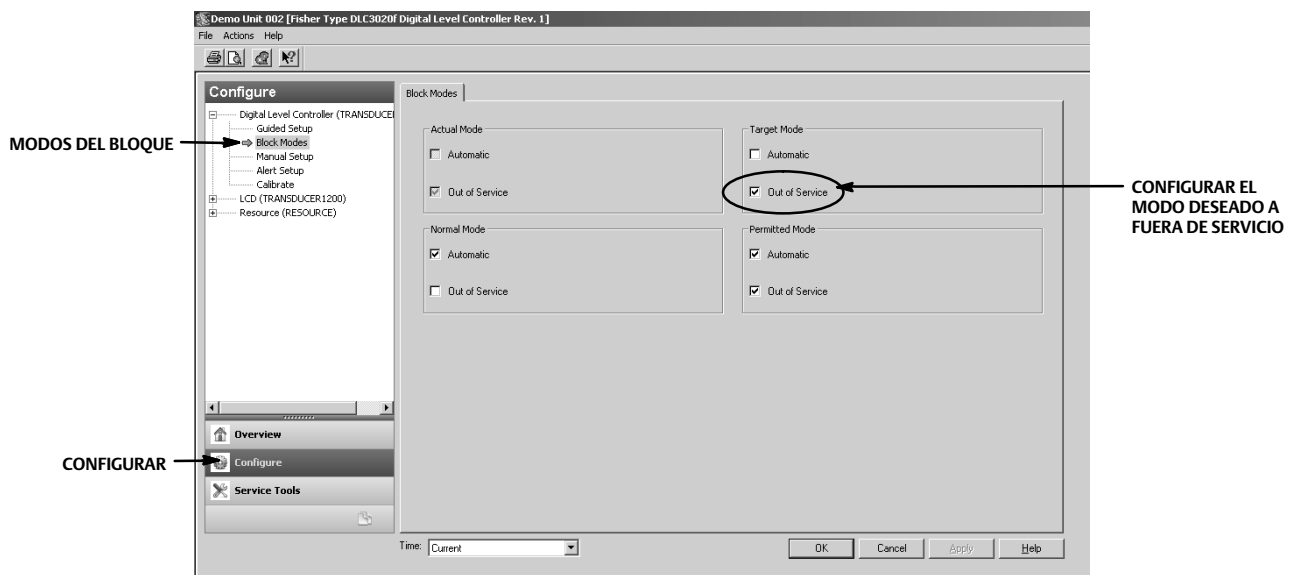 Demo Unit 002 [Fisher Type DLC3020f Digital Level Controller Rev. 1]
File Actions Help
Configure
Digital Level Controller (TRANSDUCE
Guided Setup
Block Modes
Manual Setup
Alert Setup
Calibrate
LCD (TRANSDUCER1200)
Resource (RESOURCE)
MODOS DEL BLOQUE
Block Modes
Actual Mode
Automatic
Out of Service
Target Mode
Automatic
Out of Service
CONFIGURAR EL
MODO DESEADO A
FUERA DE SERVICIO
Normal Mode
Automatic
Out of Service
Permitted Mode
Automatic
Out of Service
Overview
CONFIGURAR
Configure
Service Tools
Time: Current
OK Cancel Apply Help